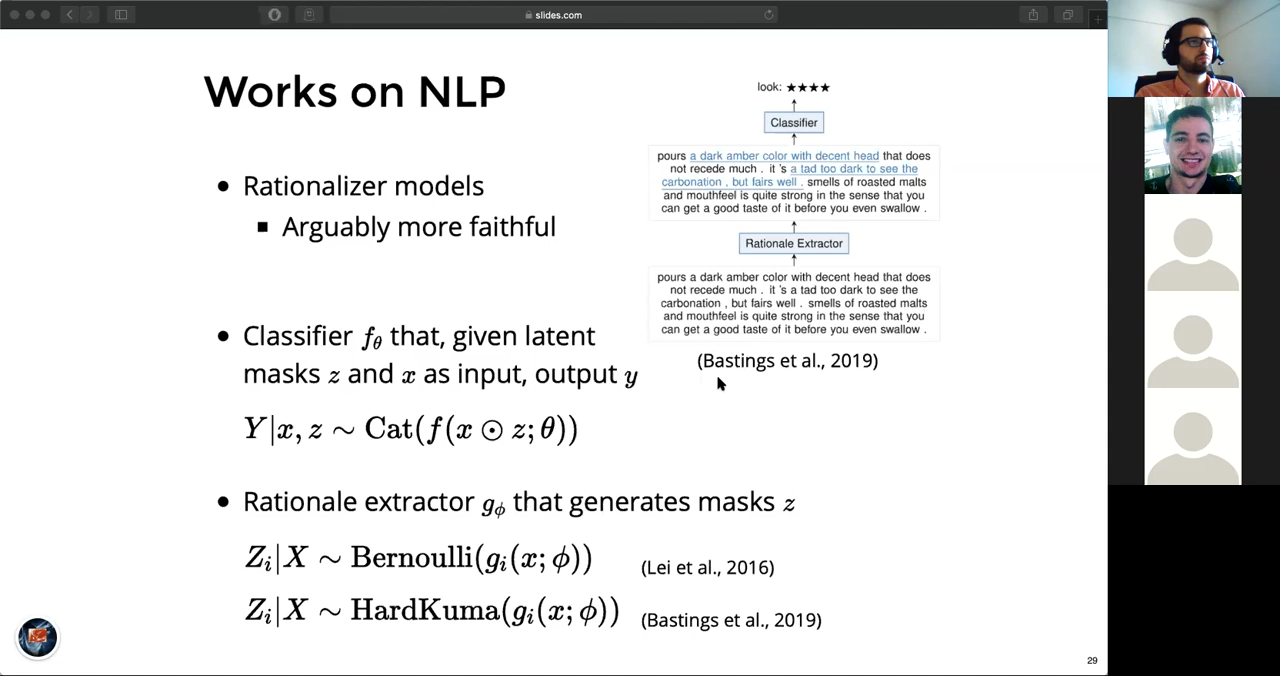 slides.com
Works on NLP
• Rationalizer models
▪ Arguably more faithful
• Classifier f_θ that, given latent
masks z and x as input, output y
Y|x, z ∼ Cat(f(x ⊙ z; θ))
• Rationale extractor g_ϕ that generates masks z
Z_i|X ∼ Bernoulli(g_i(x; ϕ))
(Lei et al., 2016)
Z_i|X ∼ HardKuma(g_i(x; ϕ))
(Bastings et al., 2019)
look: ★★★★
Classifier
pours a dark amber color with decent head that does
not recede much . it 's a tad too dark to see the
carbonation , but fairs well . smells of roasted malts
and mouthfeel is quite strong in the sense that you
can get a good taste of it before you even swallow .
Rationale Extractor
pours a dark amber color with decent head that does
not recede much . it 's a tad too dark to see the
carbonation , but fairs well . smells of roasted malts
and mouthfeel is quite strong in the sense that you
can get a good taste of it before you even swallow .
(Bastings et al., 2019)
29